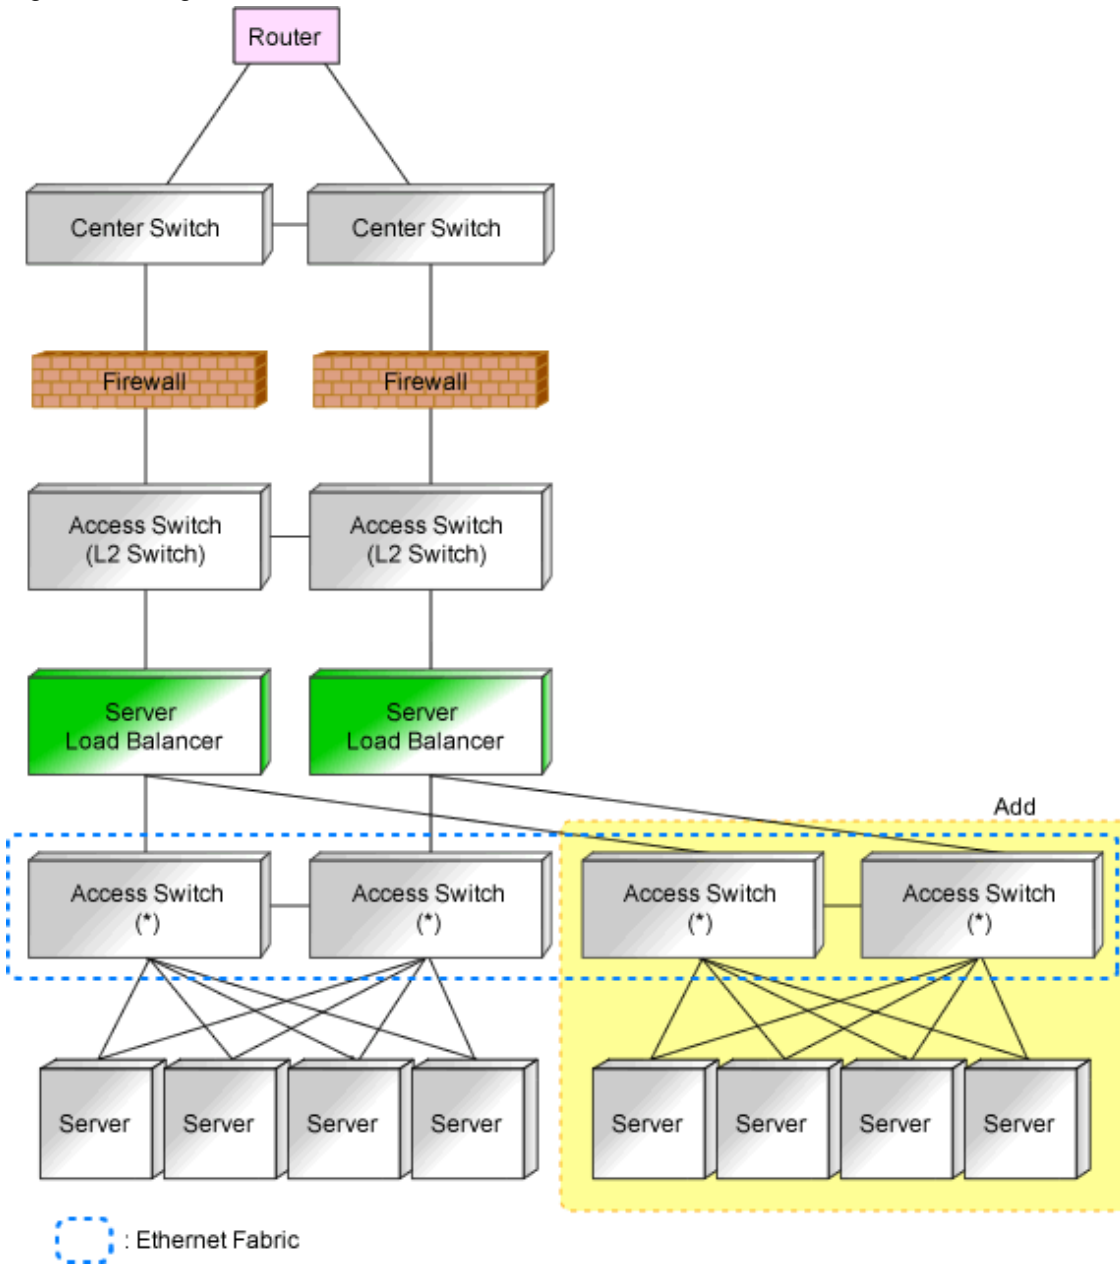 Router
Center Switch
Center Switch
Firewall
Firewall
Access Switch
(L2 Switch)
Access Switch
(L2 Switch)
Server
Load Balancer
Server
Load Balancer
Add
Access Switch
(*)
Access Switch
(*)
Access Switch
(*)
Access Switch
(*)
Server
Server
Server
Server
Server
Server
Server
Server
: Ethernet Fabric